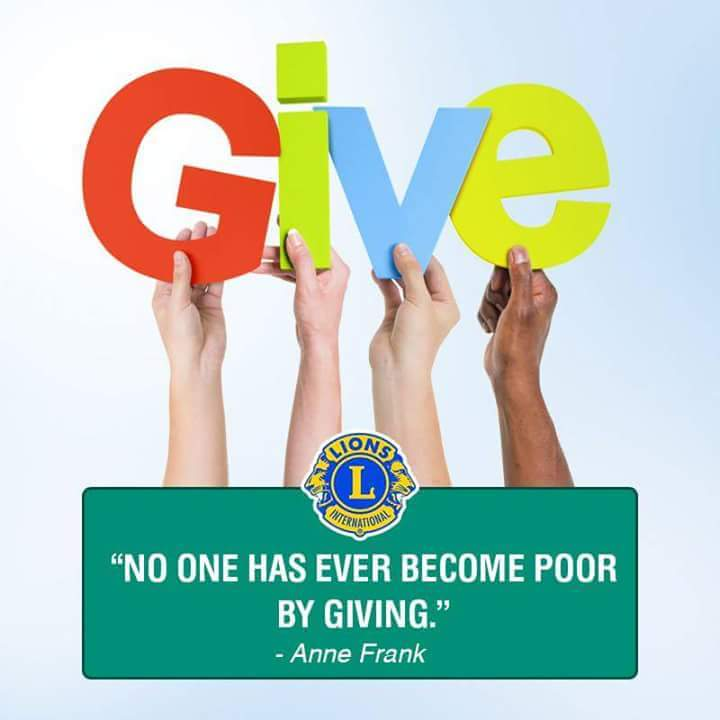 Give
LIONS
L
INTERNATIONAL
“NO ONE HAS EVER BECOME POOR
BY GIVING.”
- Anne Frank